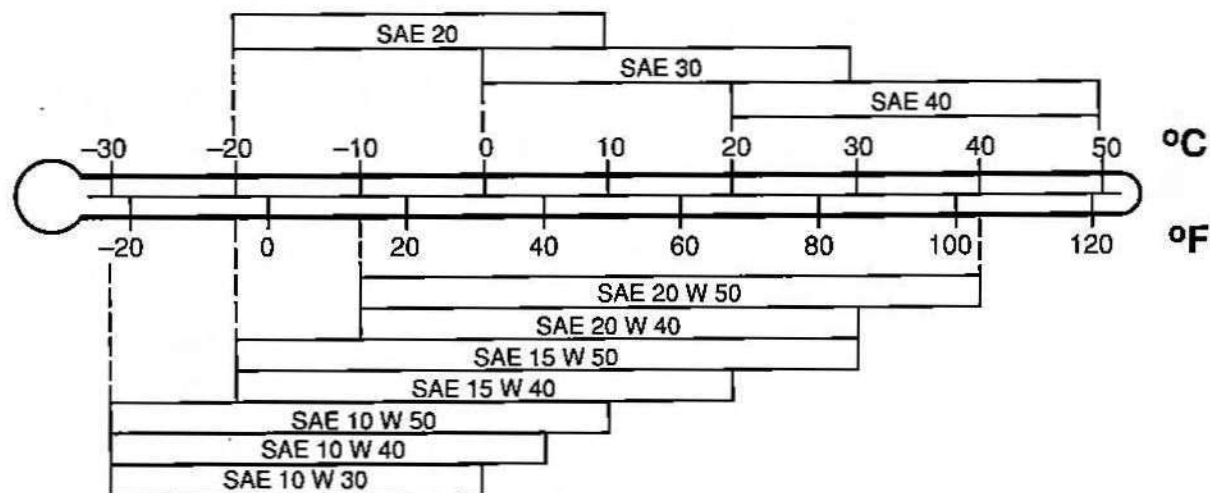 SAE 20
SAE 30
SAE 40
–30 –20 –10 0 10 20 30 40 50 °C
–20 0 20 40 60 80 100 120 °F
SAE 20 W 50
SAE 20 W 40
SAE 15 W 50
SAE 15 W 40
SAE 10 W 50
SAE 10 W 40
SAE 10 W 30